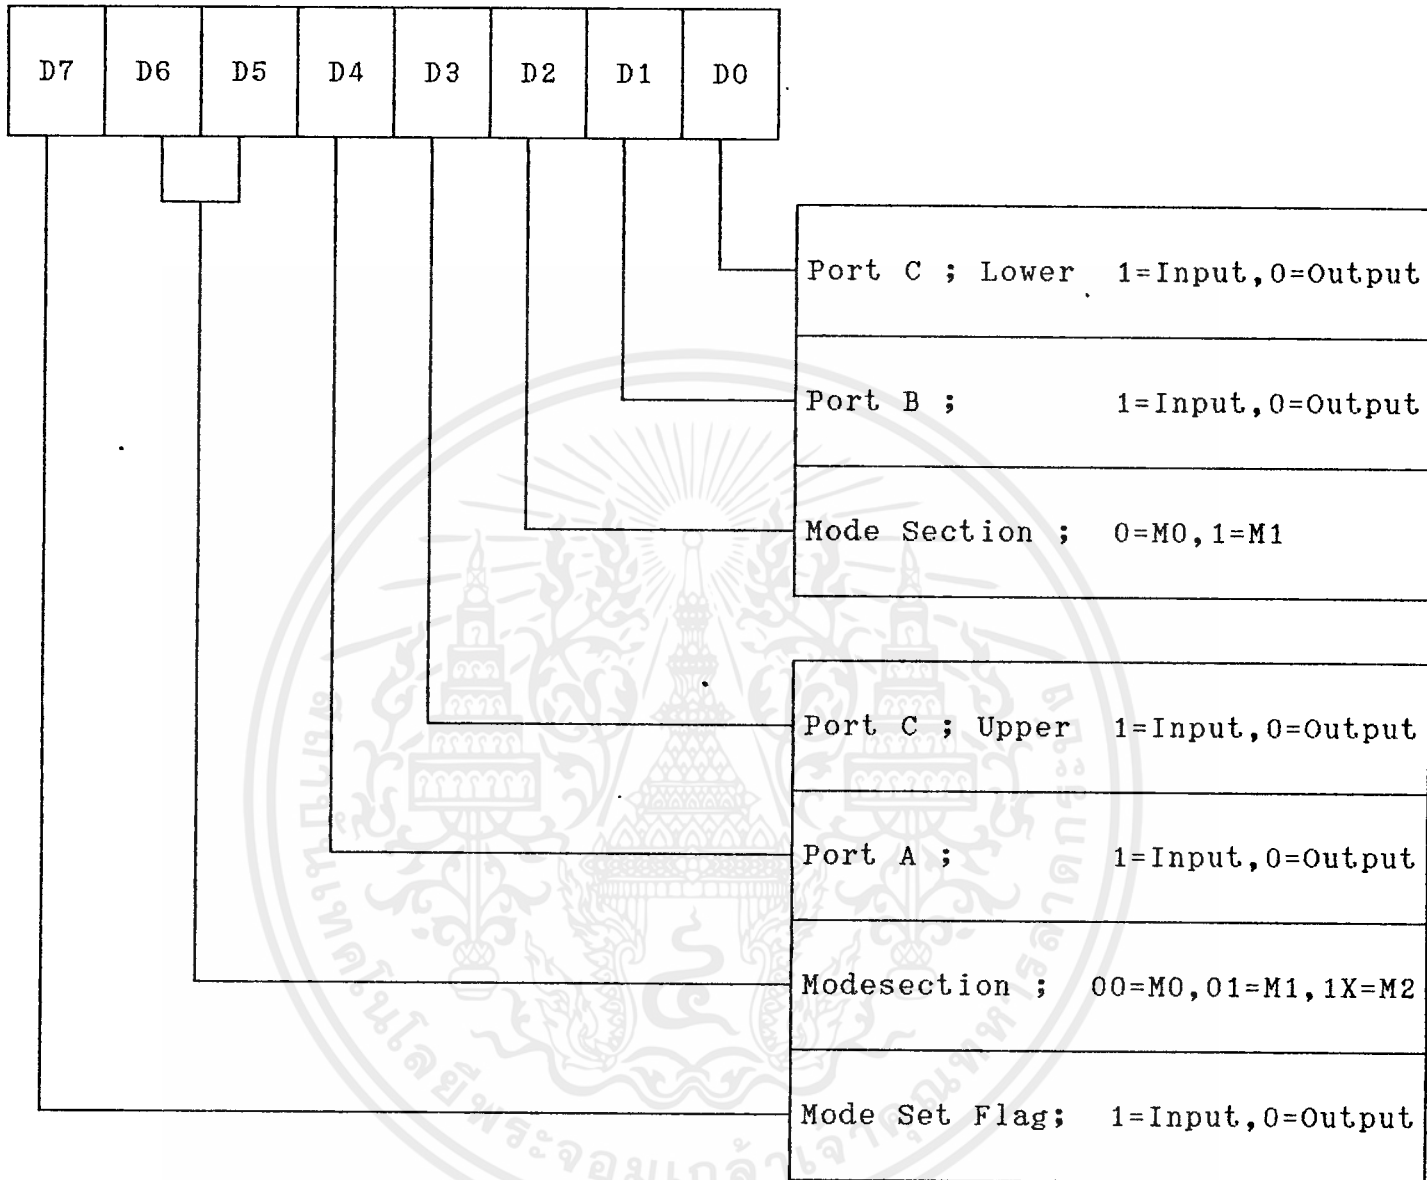 D7 D6 D5 D4 D3 D2 D1 D0
Port C ; Lower 1=Input,0=Output
Port B ; 1=Input,0=Output
Mode Section ; 0=M0,1=M1
Port C ; Upper 1=Input,0=Output
Port A ; 1=Input,0=Output
Modesection ; 00=M0,01=M1,1X=M2
Mode Set Flag; 1=Input,0=Output